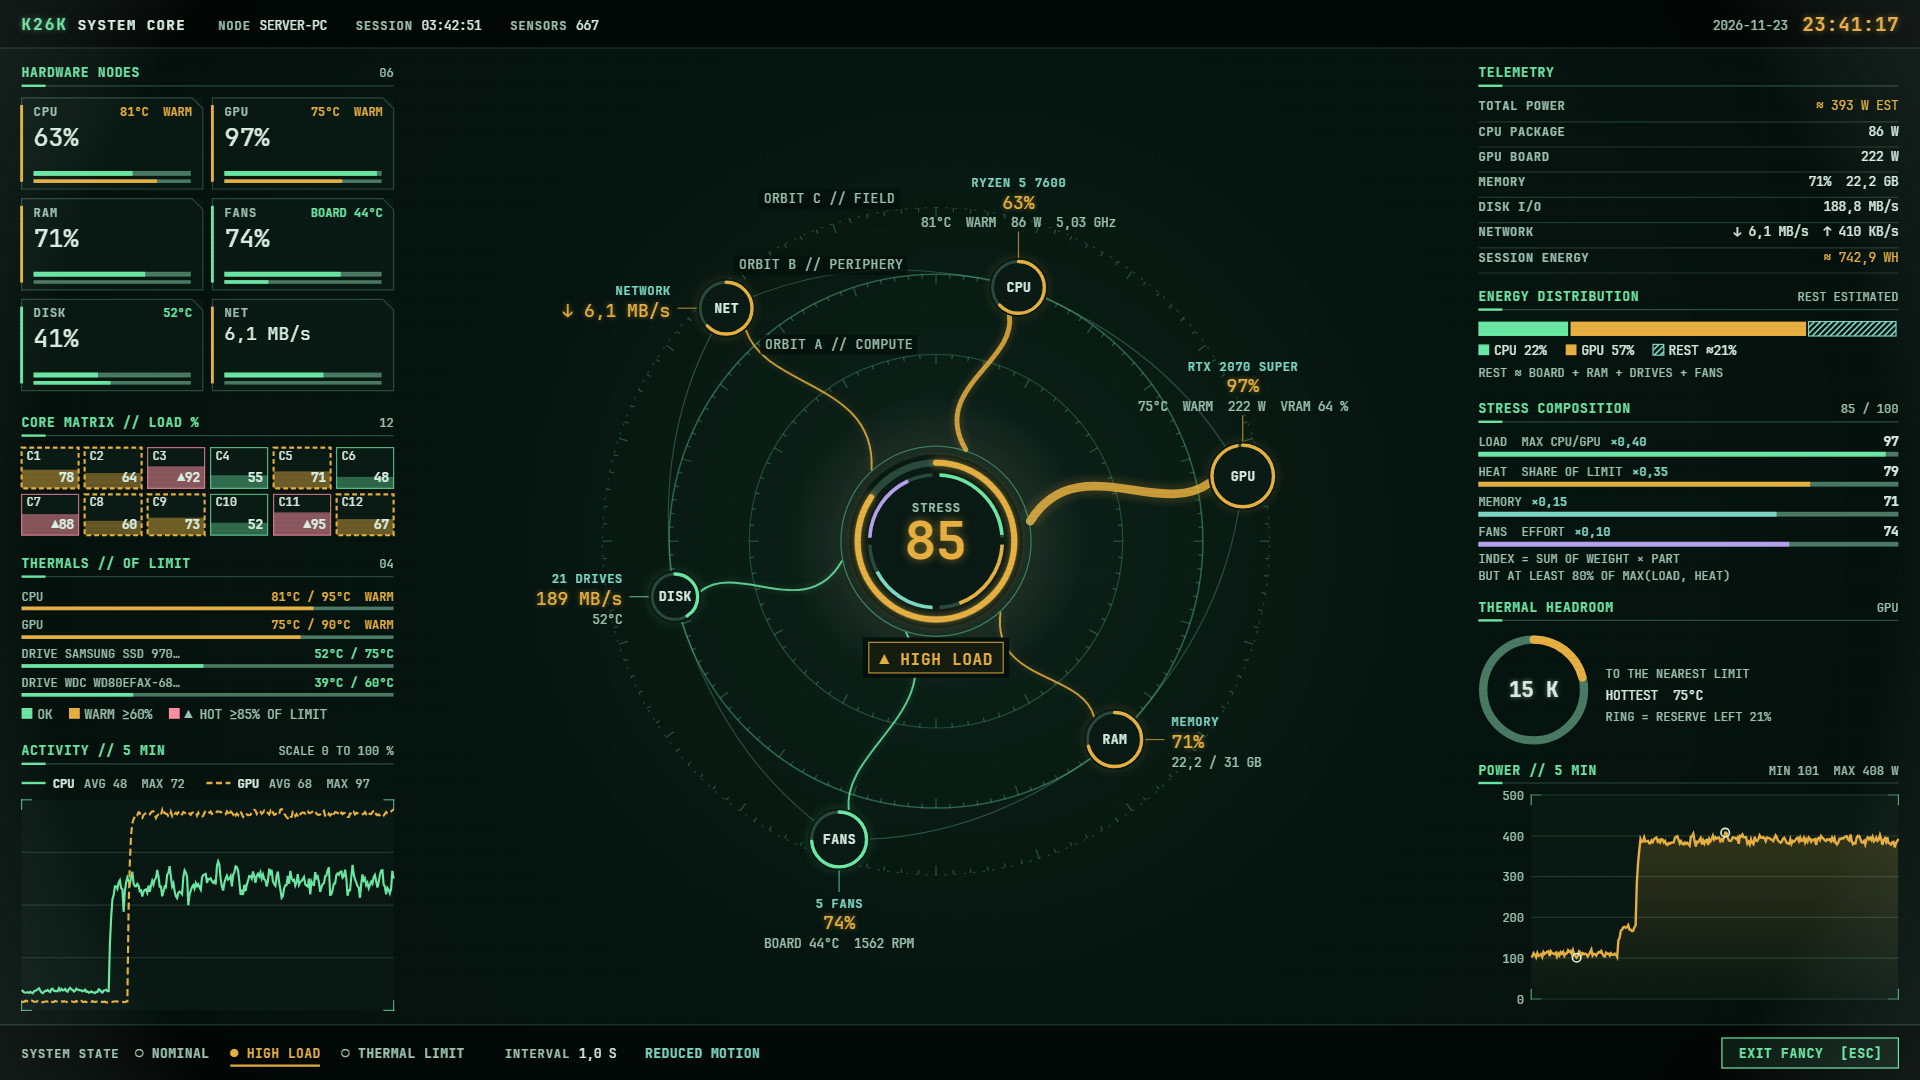 K26K SYSTEM CORE NODE SERVER-PC SESSION 03:42:51 SENSORS 667 2026-11-23 23:41:17
HARDWARE NODES 06
CPU 81°C WARM
63%
GPU 75°C WARM
97%
RAM
71%
FANS BOARD 44°C
74%
DISK 52°C
41%
NET
6,1 MB/s
CORE MATRIX // LOAD % 12
C1 78
C2 64
C3 ▲92
C4 55
C5 71
C6 48
C7 ▲88
C8 60
C9 73
C10 52
C11 ▲95
C12 67
THERMALS // OF LIMIT 04
CPU 81°C / 95°C WARM
GPU 75°C / 90°C WARM
DRIVE SAMSUNG SSD 970… 52°C / 75°C
DRIVE WDC WD80EFAX-68… 39°C / 60°C
OK WARM ≥60% ▲ HOT ≥85% OF LIMIT
ACTIVITY // 5 MIN SCALE 0 TO 100 %
CPU AVG 48 MAX 72 GPU AVG 68 MAX 97
ORBIT C // FIELD
ORBIT B // PERIPHERY
ORBIT A // COMPUTE
RYZEN 5 7600
63%
81°C WARM 86 W 5,03 GHz
CPU
NETWORK
↓ 6,1 MB/s
NET
RTX 2070 SUPER
97%
75°C WARM 222 W VRAM 64 %
GPU
STRESS
85
▲ HIGH LOAD
21 DRIVES
189 MB/s
52°C
DISK
MEMORY
71%
22,2 / 31 GB
RAM
FANS
5 FANS
74%
BOARD 44°C 1562 RPM
TELEMETRY
TOTAL POWER ≈ 393 W EST
CPU PACKAGE 86 W
GPU BOARD 222 W
MEMORY 71% 22,2 GB
DISK I/O 188,8 MB/s
NETWORK ↓ 6,1 MB/s ↑ 410 KB/s
SESSION ENERGY ≈ 742,9 WH
ENERGY DISTRIBUTION REST ESTIMATED
CPU 22% GPU 57% REST ≈21%
REST ≈ BOARD + RAM + DRIVES + FANS
STRESS COMPOSITION 85 / 100
LOAD MAX CPU/GPU ×0,40 97
HEAT SHARE OF LIMIT ×0,35 79
MEMORY ×0,15 71
FANS EFFORT ×0,10 74
INDEX = SUM OF WEIGHT × PART
BUT AT LEAST 80% OF MAX(LOAD, HEAT)
THERMAL HEADROOM GPU
15 K
TO THE NEAREST LIMIT
HOTTEST 75°C
RING = RESERVE LEFT 21%
POWER // 5 MIN MIN 101 MAX 408 W
500
400
300
200
100
0
SYSTEM STATE NOMINAL HIGH LOAD THERMAL LIMIT INTERVAL 1,0 S REDUCED MOTION EXIT FANCY [ESC]